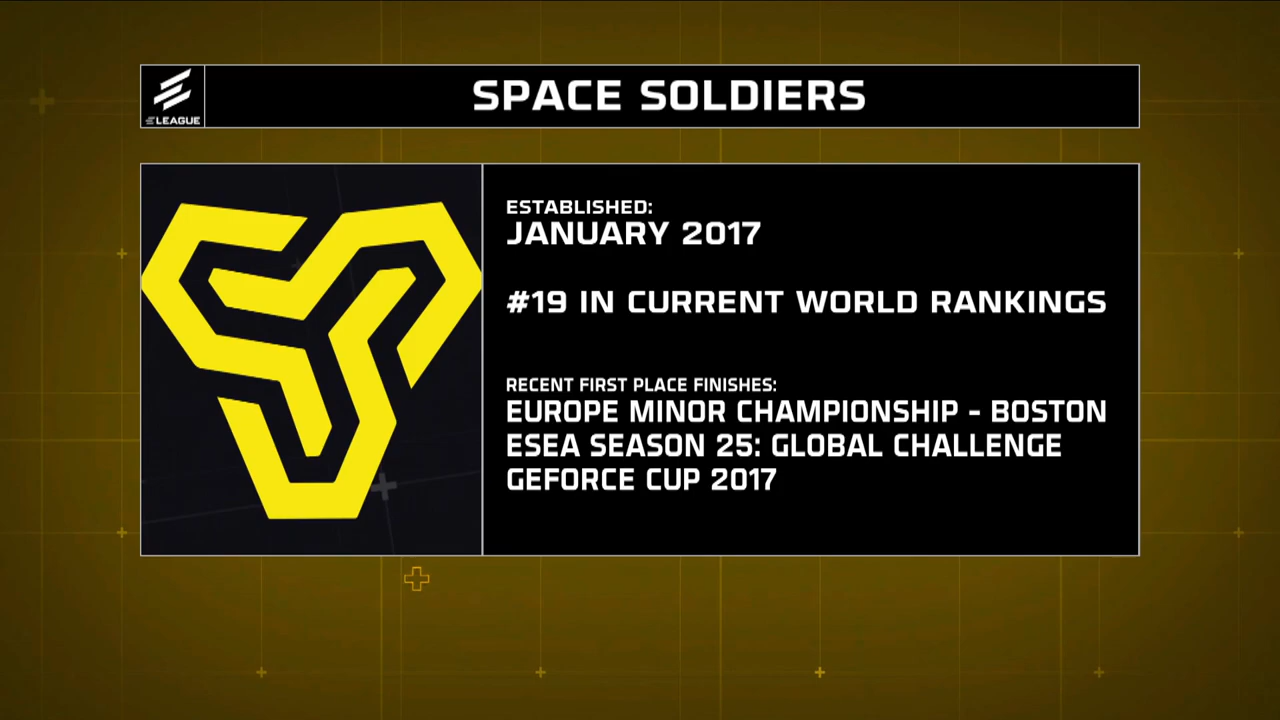 SPACE SOLDIERS
ELEAGUE
ESTABLISHED:
JANUARY 2017
#19 IN CURRENT WORLD RANKINGS
RECENT FIRST PLACE FINISHES:
EUROPE MINOR CHAMPIONSHIP - BOSTON
ESEA SEASON 25: GLOBAL CHALLENGE
GEFORCE CUP 2017